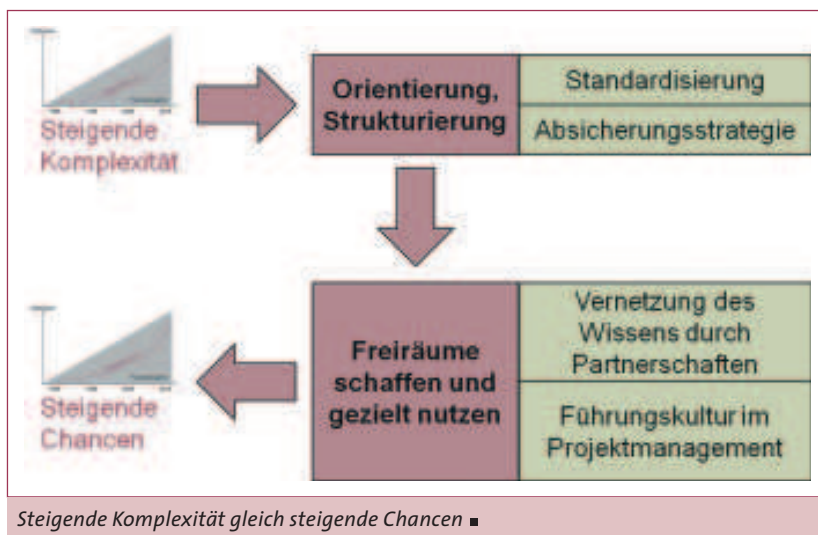 Steigende
Komplexität
Orientierung,
Strukturierung
Standardisierung
Absicherungsstrategie
Steigende
Chancen
Freiräume
schaffen und
gezielt nutzen
Vernetzung des
Wissens durch
Partnerschaften
Führungskultur im
Projektmanagement
Steigende Komplexität gleich steigende Chancen ■